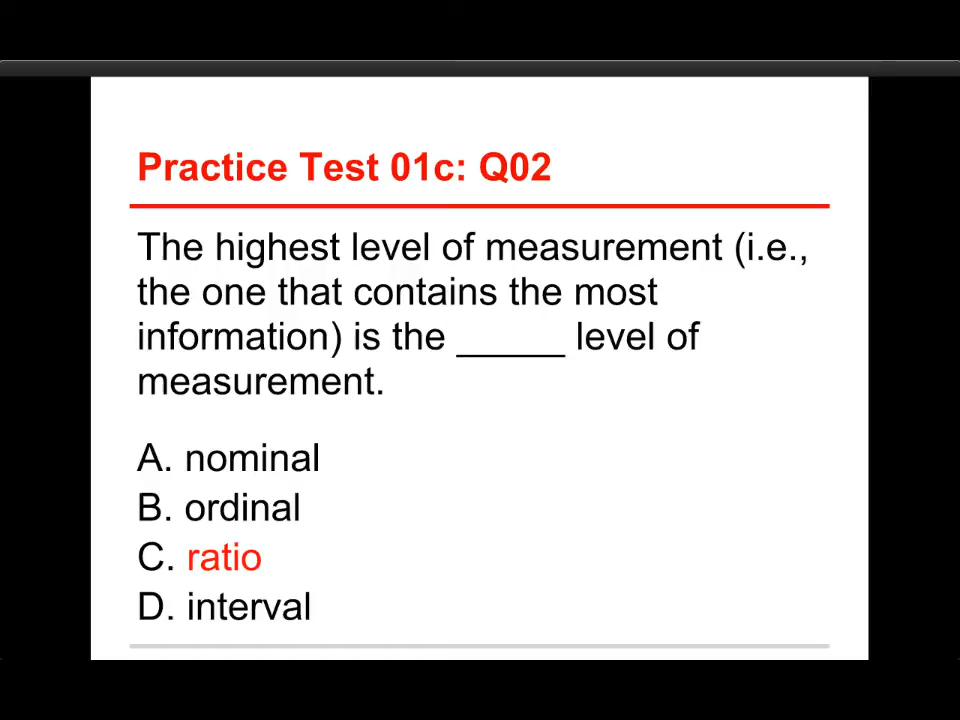 Practice Test 01c: Q02
The highest level of measurement (i.e.,
the one that contains the most
information) is the _____ level of
measurement.
A. nominal
B. ordinal
C. ratio
D. interval